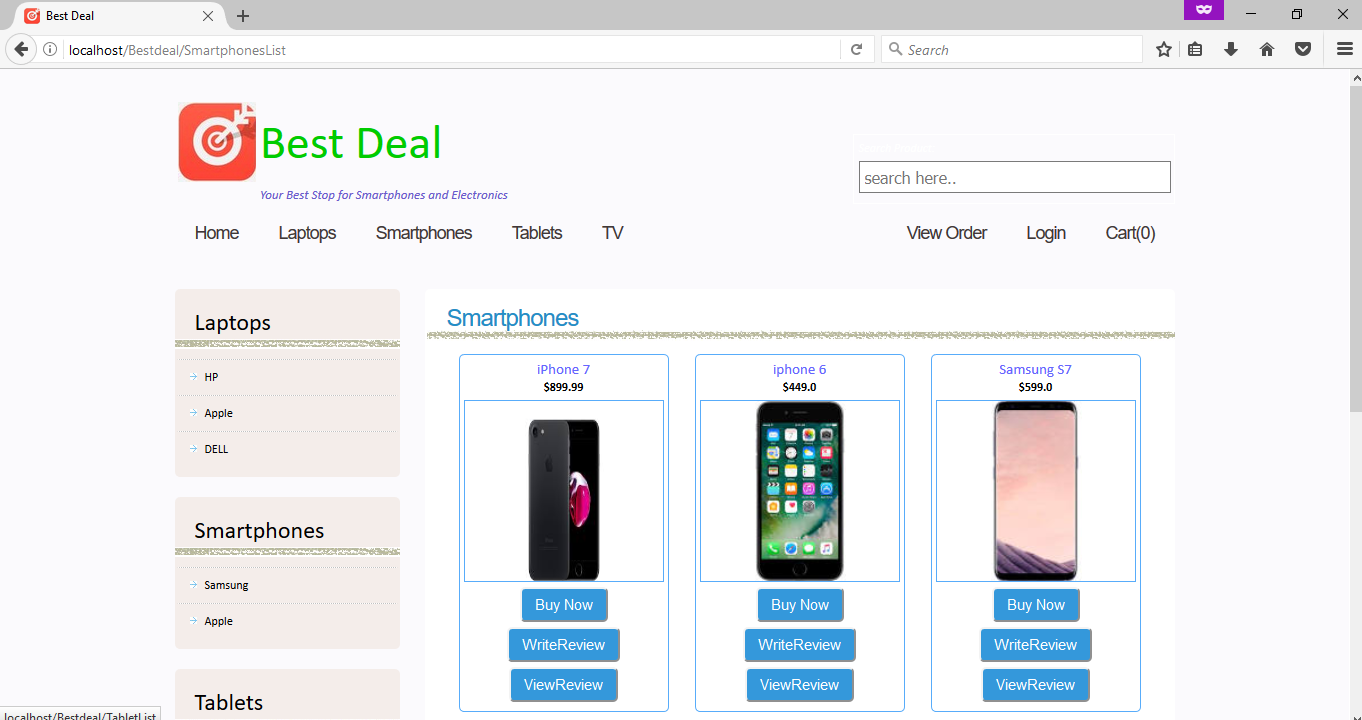 Best Deal
localhost/Bestdeal/SmartphonesList
Search
Best Deal
Your Best Stop for Smartphones and Electronics
search here..
Home Laptops Smartphones Tablets TV View Order Login Cart(0)
Laptops
HP
Apple
DELL
Smartphones
Samsung
Apple
Tablets
Smartphones
iPhone 7
$899.99
Buy Now
WriteReview
ViewReview
iphone 6
$449.0
Buy Now
WriteReview
ViewReview
Samsung S7
$599.0
Buy Now
WriteReview
ViewReview
localhost/Bestdeal/TabletList